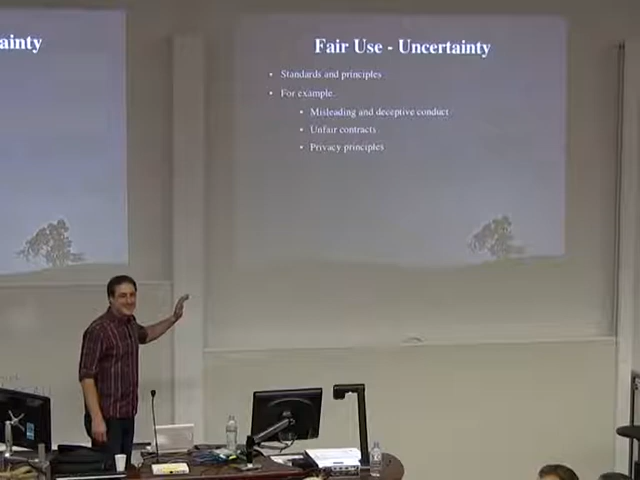 ainty
Fair Use - Uncertainty
• Standards and principles
• For example.
• Misleading and deceptive conduct
• Unfair contracts
• Privacy principles